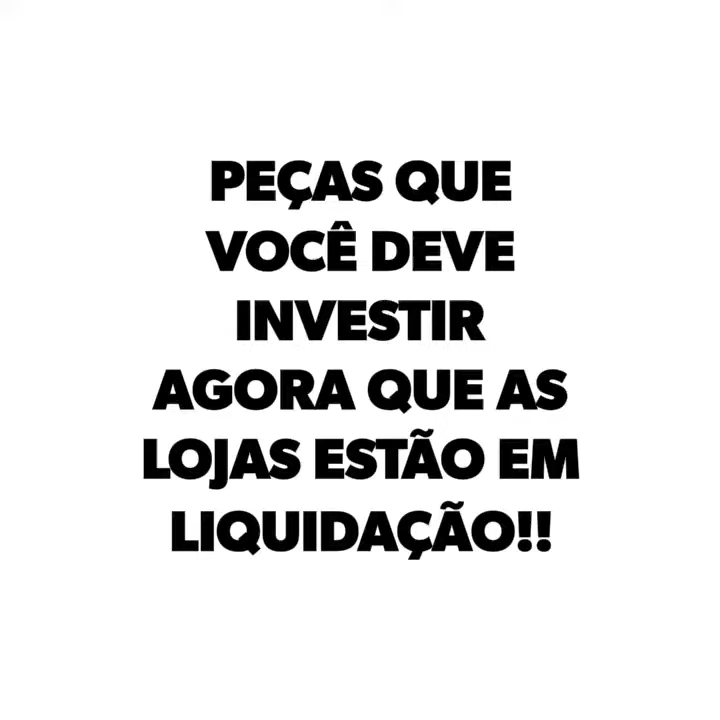 PEÇAS QUE
VOCÊ DEVE
INVESTIR
AGORA QUE AS
LOJAS ESTÃO EM
LIQUIDAÇÃO!!